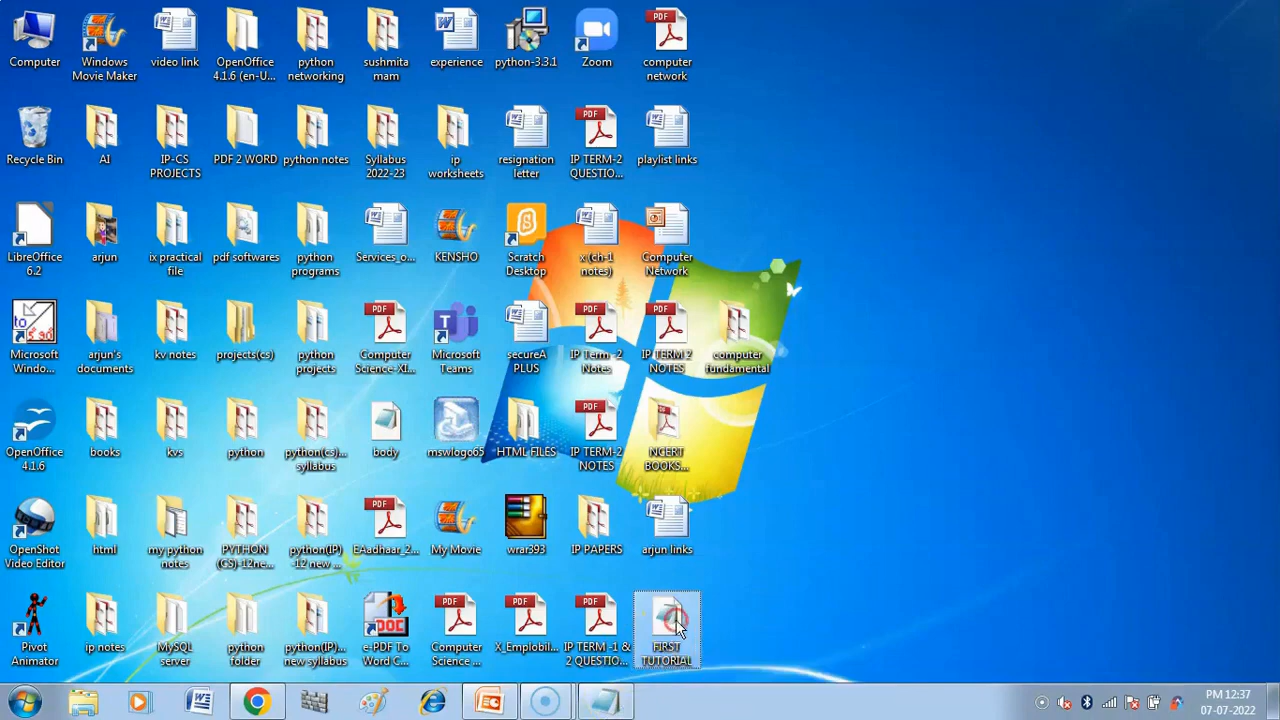 Computer
Windows
Movie Maker
video link
OpenOffice
4.1.6 (en-U...
python
networking
sushmita
mam
experience
python-3.3.1
Zoom
computer
network
Recycle Bin
AI
IP-CS
PROJECTS
PDF 2 WORD
python notes
Syllabus
2022-23
ip
worksheets
resignation
letter
IP TERM-2
QUESTIO...
playlist links
LibreOffice
6.2
arjun
ix practical
file
pdf softwares
python
programs
Services_o...
KENSHO
Scratch
Desktop
x (ch-1
notes)
Computer
Network
Microsoft
Windo...
arjun's
documents
kv notes
projects(cs)
python
projects
Computer
Science-XI...
Microsoft
Teams
secureA
PLUS
IP Term -2
Notes
IP TERM 2
NOTES
computer
fundamental
OpenOffice
4.1.6
books
kvs
python
python(cs)...
syllabus
body
mswlogo65
HTML FILES
IP TERM-2
NOTES
NCERT
BOOKS...
OpenShot
Video Editor
html
my python
notes
PYTHON
(CS)-12ne...
python(IP)
-12 new ...
EAadhaar_2...
My Movie
wrar393
IP PAPERS
arjun links
Pivot
Animator
ip notes
MySQL
server
python
folder
python(IP)...
new syllabus
e-PDF To
Word C...
Computer
Science ...
X_Emplobil...
IP TERM -1 &
2 QUESTIO...
FIRST
TUTORIAL
PM 12:37
07-07-2022